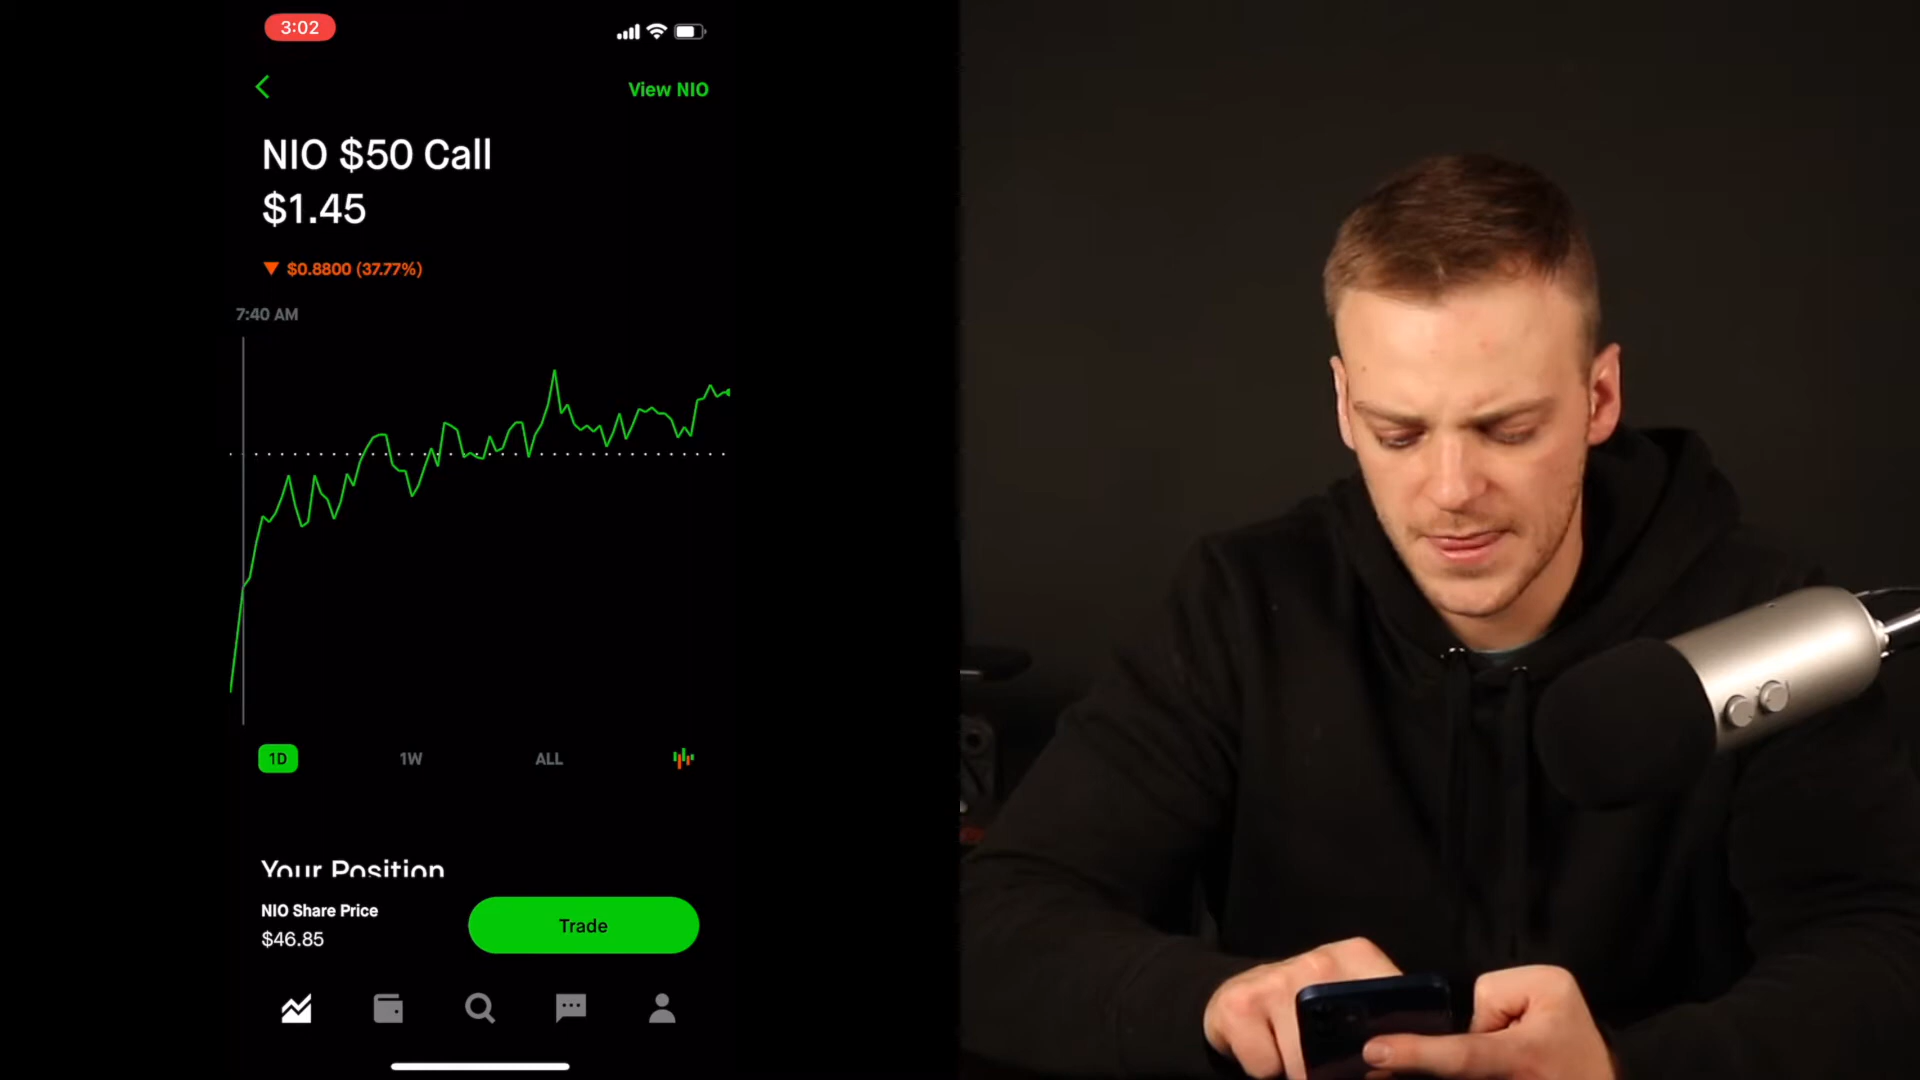 3:02
View NIO
NIO $50 Call
$1.45
▼ $0.8800 (37.77%)
7:40 AM
1D 1W ALL
Your Position
NIO Share Price
$46.85
Trade